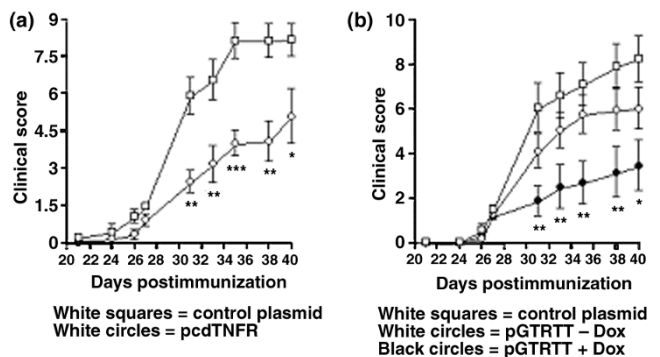 (a)
9
7.5
6
4.5
3
1.5
0
Clinical score
**
**
***
**
*
20 22 24 26 28 30 32 34 36 38 40
Days postimmunization
White squares = control plasmid
White circles = pcdTNFR
(b)
10
8
6
4
2
0
Clinical score
**
**
**
**
*
20 22 24 26 28 30 32 34 36 38 40
Days postimmunization
White squares = control plasmid
White circles = pGTRTT – Dox
Black circles = pGTRTT + Dox